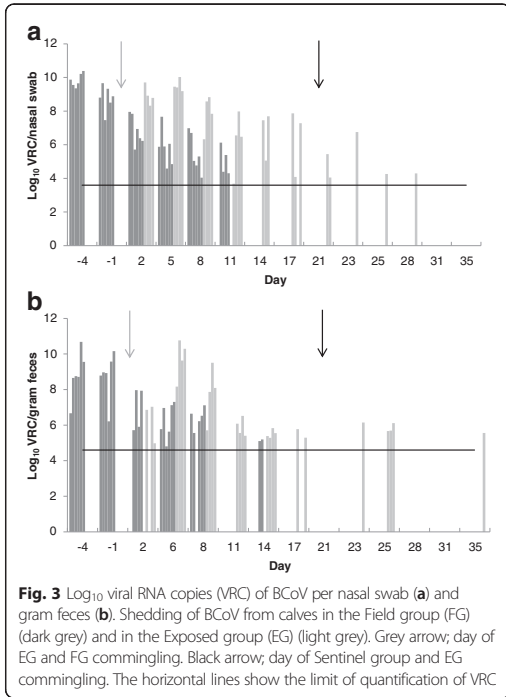 a
12
10
8
6
4
2
0
Log10 VRC/nasal swab
-4 -1 2 5 8 11 14 17 21 23 26 28 31 35
Day
b
12
10
8
6
4
2
0
Log10 VRC/gram feces
-4 -1 2 6 8 11 14 17 21 23 26 28 31 35
Day
Fig. 3 Log10 viral RNA copies (VRC) of BCoV per nasal swab (a) and
gram feces (b). Shedding of BCoV from calves in the Field group (FG)
(dark grey) and in the Exposed group (EG) (light grey). Grey arrow; day of
EG and FG commingling. Black arrow; day of Sentinel group and EG
commingling. The horizontal lines show the limit of quantification of VRC